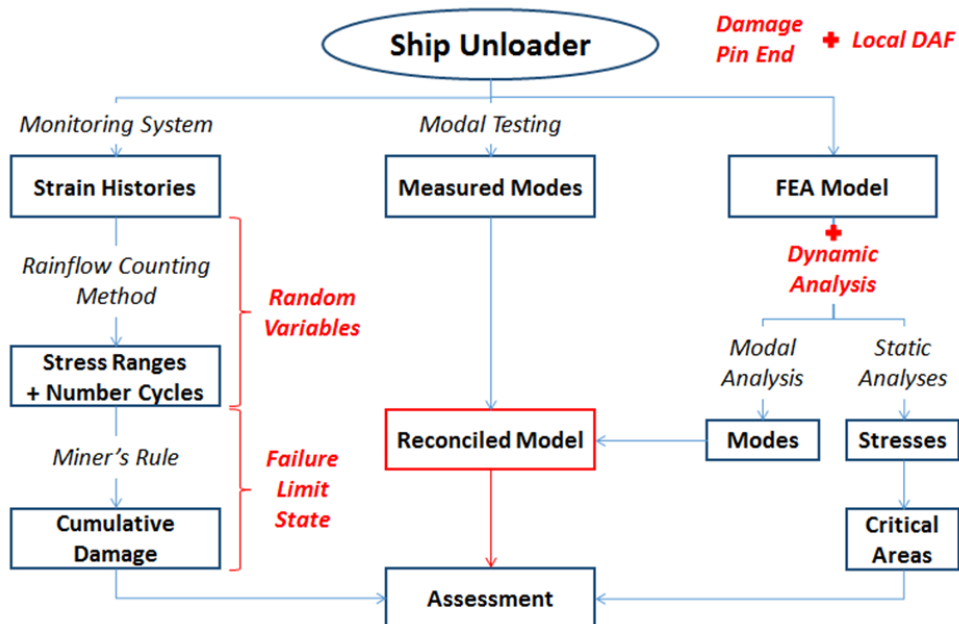 Ship Unloader
Damage
Pin End
Local DAF
Monitoring System
Modal Testing
Strain Histories
Measured Modes
FEA Model
Dynamic
Analysis
Rainflow Counting
Method
Random
Variables
Modal
Analysis
Static
Analyses
Stress Ranges
+ Number Cycles
Reconciled Model
Modes
Stresses
Miner's Rule
Failure
Limit
State
Cumulative
Damage
Critical
Areas
Assessment